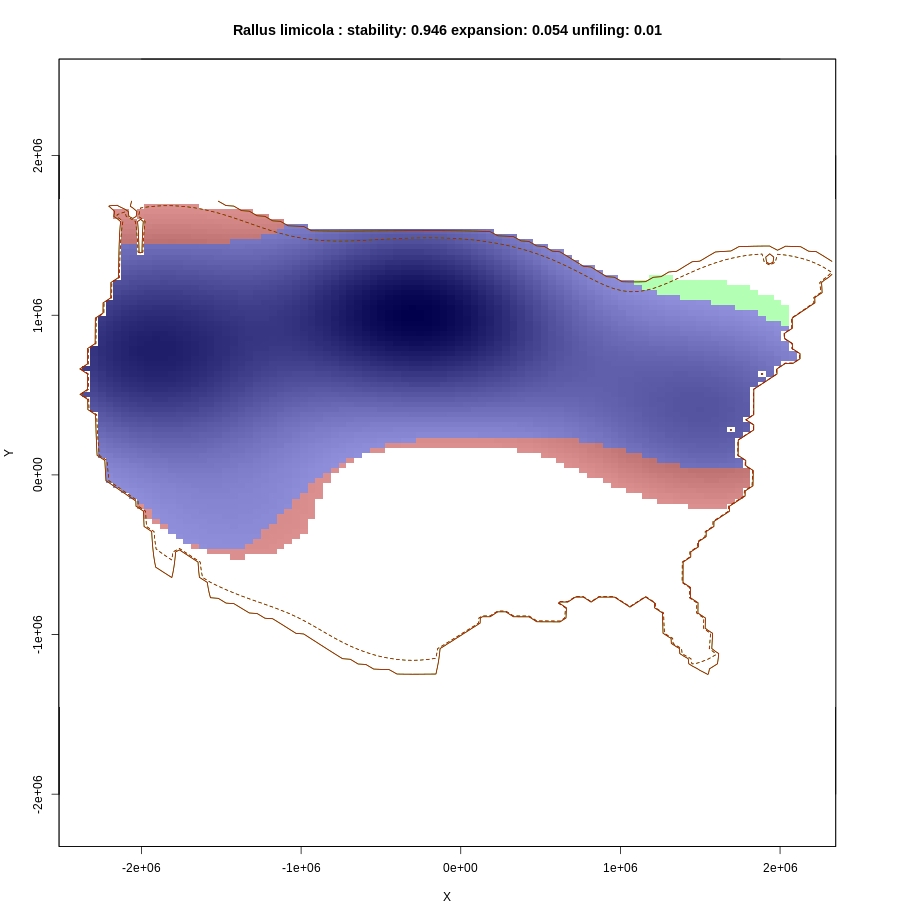 Rallus limicola : stability: 0.946 expansion: 0.054 unfiling: 0.01
2e+06
1e+06
0e+00
-1e+06
-2e+06
Y
-2e+06 -1e+06 0e+00 1e+06 2e+06
X